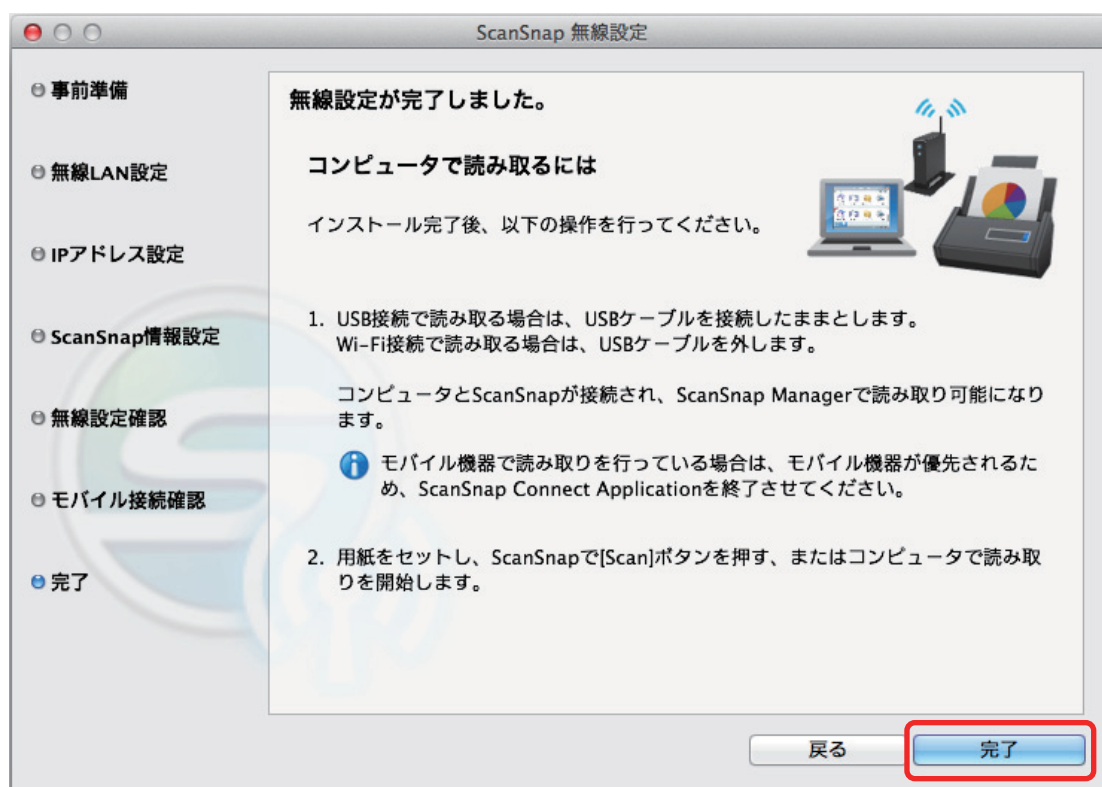 ScanSnap 無線設定
事前準備
無線LAN設定
IPアドレス設定
ScanSnap情報設定
無線設定確認
モバイル接続確認
完了
無線設定が完了しました。
コンピュータで読み取るには
インストール完了後、以下の操作を行ってください。
1. USB接続で読み取る場合は、USBケーブルを接続したままとします。
Wi-Fi接続で読み取る場合は、USBケーブルを外します。
コンピュータとScanSnapが接続され、ScanSnap Managerで読み取り可能になり
ます。
モバイル機器で読み取りを行っている場合は、モバイル機器が優先されるた
め、ScanSnap Connect Applicationを終了させてください。
2. 用紙をセットし、ScanSnapで[Scan]ボタンを押す、またはコンピュータで読み取
りを開始します。
戻る
完了